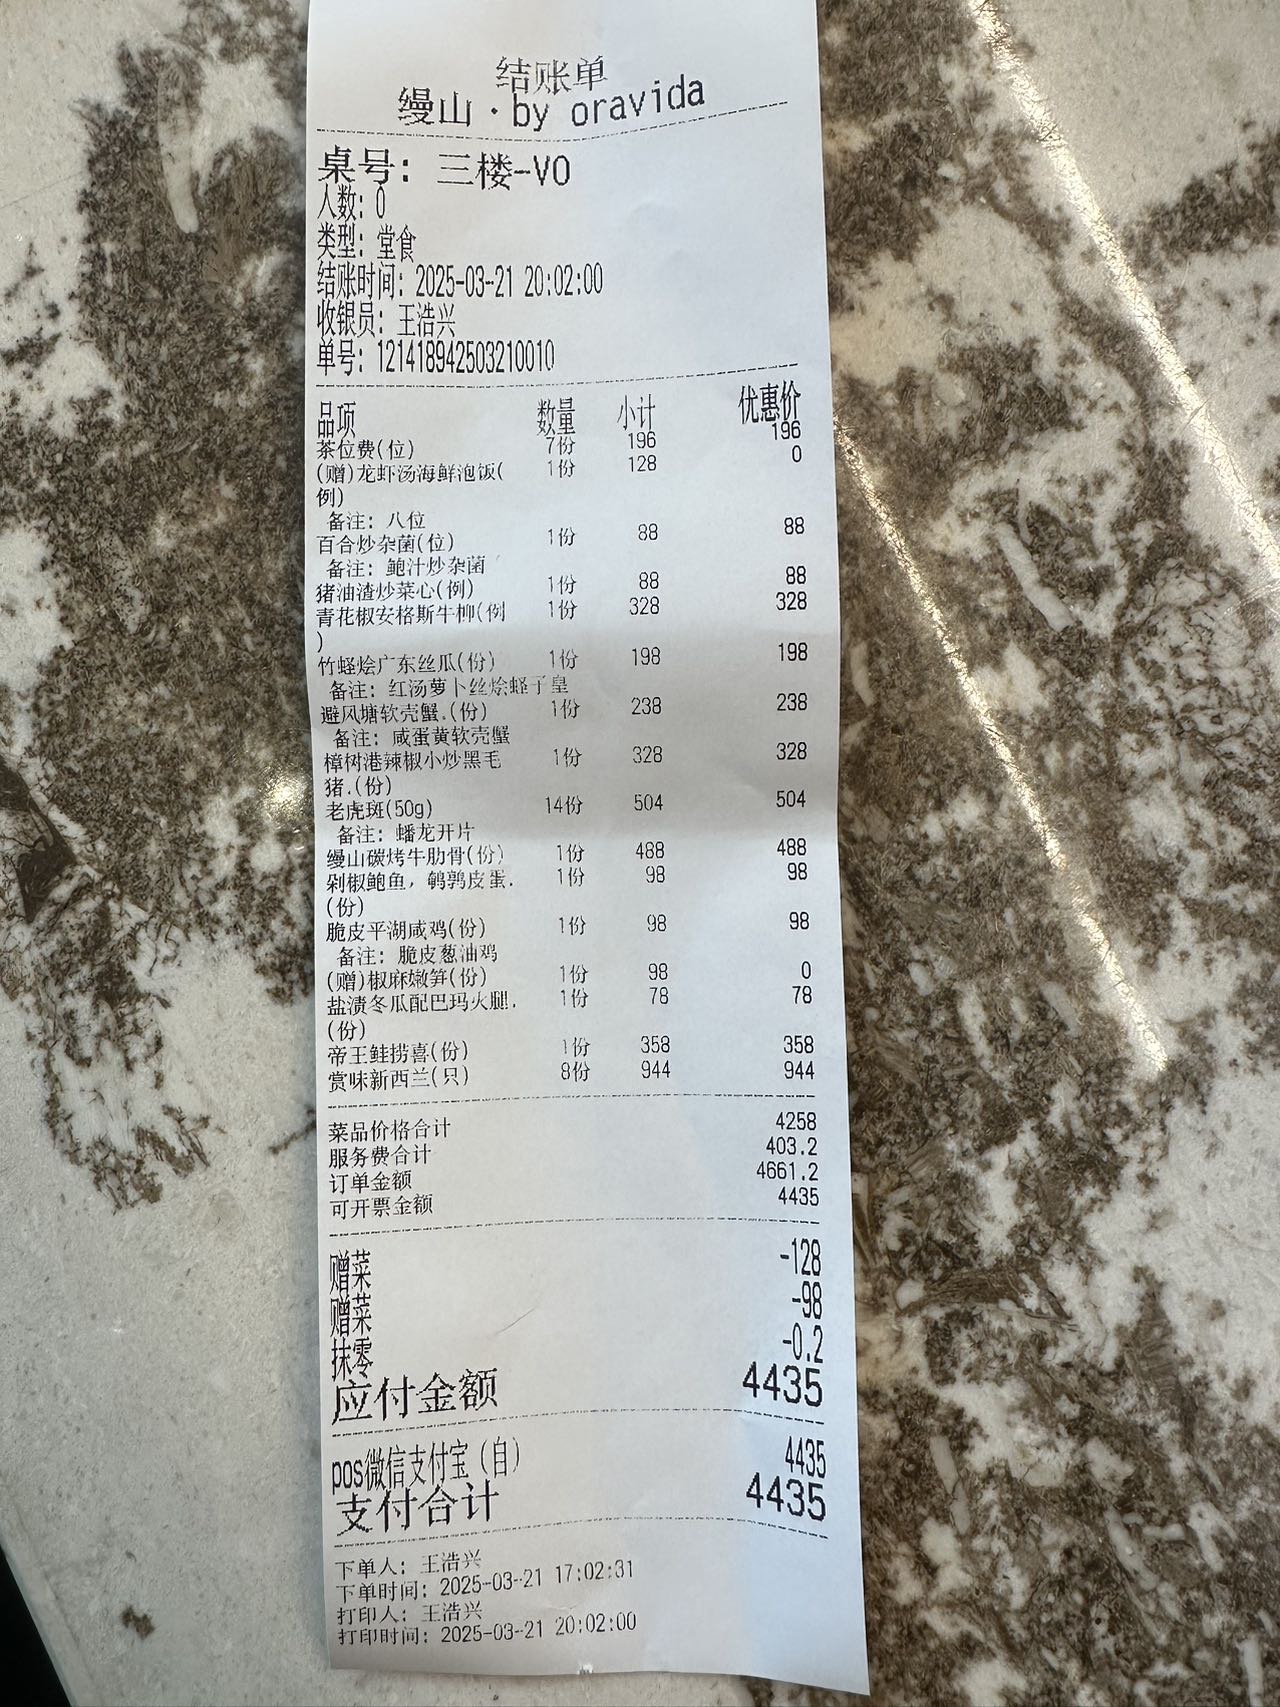 结账单
缦山·by oravida
桌号: 三楼-V0
人数: 0
类型: 堂食
结账时间: 2025-03-21 20:02:00
收银员: 王浩兴
单号: 121418942503210010
品项 数量 小计 优惠价
茶位费(位) 7份 196 196
(赠)龙虾汤海鲜泡饭( 1份 128 0
例)
备注: 八位
百合炒杂菌(位) 1份 88 88
备注: 鲍汁炒杂菌
猪油渣炒菜心(例) 1份 88 88
青花椒安格斯牛柳(例 1份 328 328
)
竹蛏烩广东丝瓜(份) 1份 198 198
备注: 红汤萝卜丝烩蛏子皇
避风塘软壳蟹.(份) 1份 238 238
备注: 咸蛋黄软壳蟹
樟树港辣椒小炒黑毛 1份 328 328
猪.(份)
老虎斑(50g) 14份 504 504
备注: 蟠龙开片
缦山碳烤牛肋骨(份) 1份 488 488
剁椒鲍鱼，鹌鹑皮蛋. 1份 98 98
(份)
脆皮平湖咸鸡(份) 1份 98 98
备注: 脆皮葱油鸡
(赠)椒麻嫩笋(份) 1份 98 0
盐渍冬瓜配巴玛火腿. 1份 78 78
(份)
帝王鲑捞喜(份) 1份 358 358
赏味新西兰(只) 8份 944 944
菜品价格合计 4258
服务费合计 403.2
订单金额 4661.2
可开票金额 4435
赠菜 -128
赠菜 -98
抹零 -0.2
应付金额 4435
pos微信支付宝(自) 4435
支付合计 4435
下单人: 王浩兴
下单时间: 2025-03-21 17:02:31
打印人: 王浩兴
打印时间: 2025-03-21 20:02:00